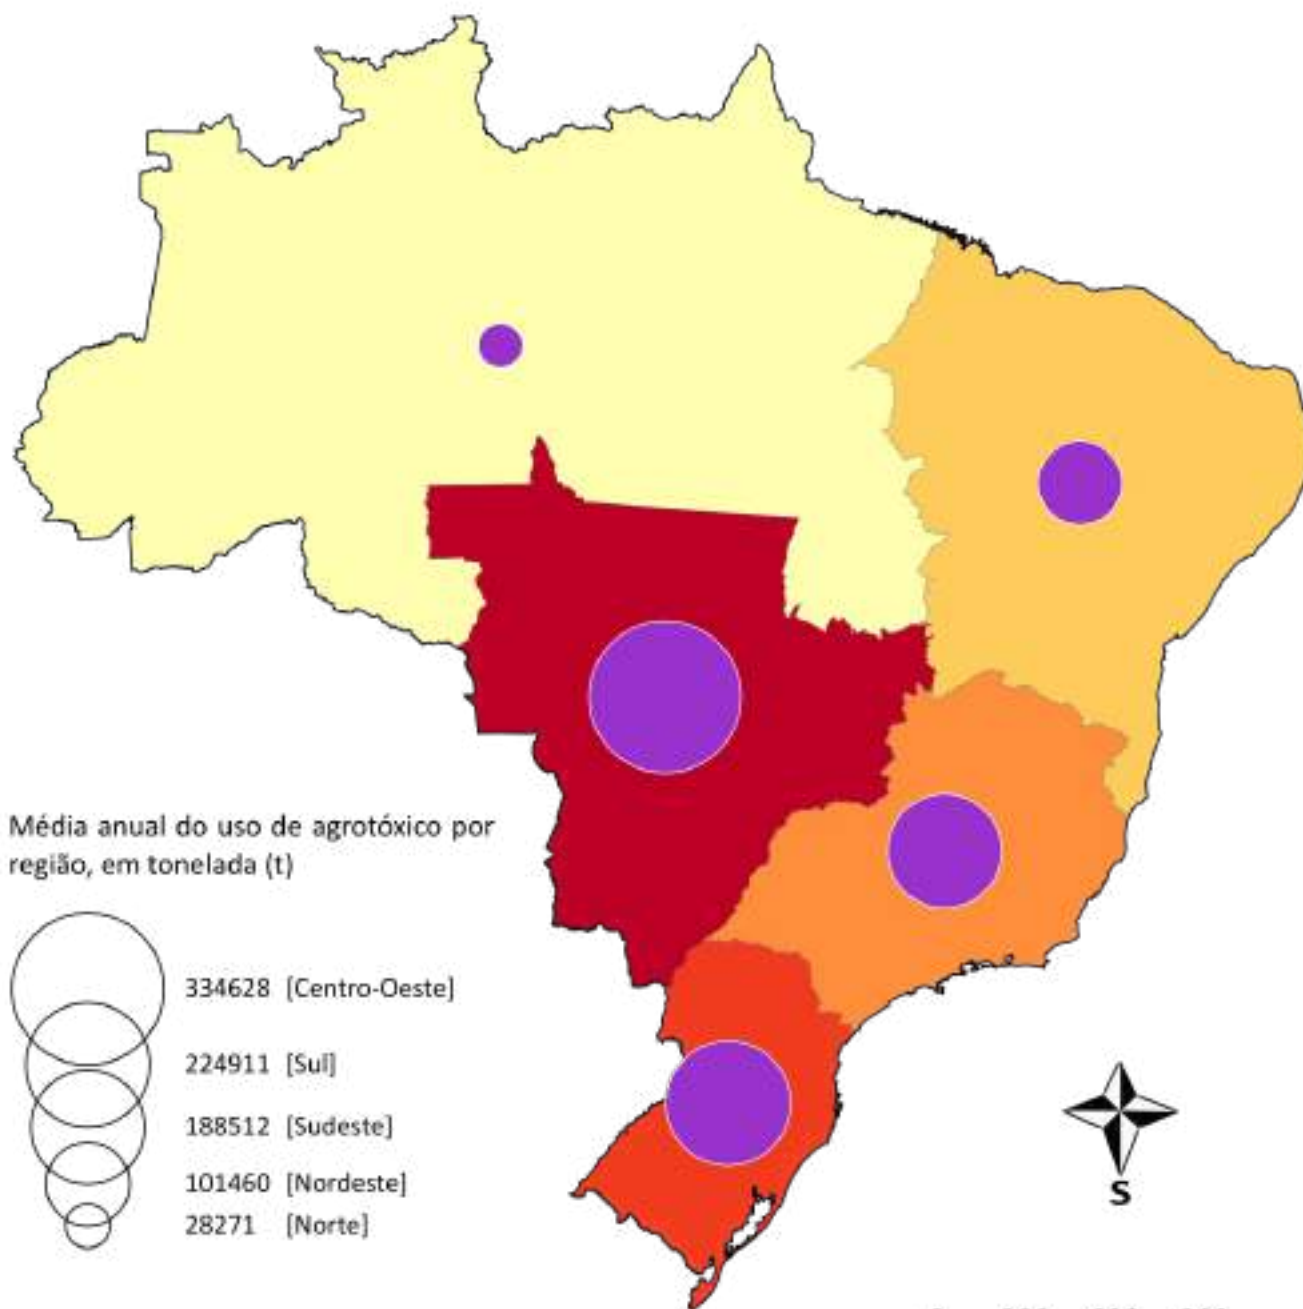 Média anual do uso de agrotóxico por
região, em tonelada (t)
334628 [Centro-Oeste]
224911 [Sul]
188512 [Sudeste]
101460 [Nordeste]
28271 [Norte]
S